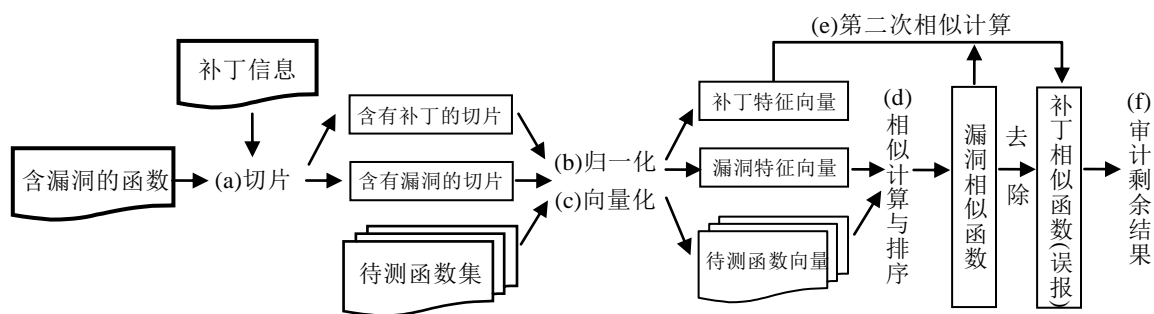 (e)第二次相似计算
补丁信息
含有补丁的切片
补丁特征向量
含漏洞的函数
(a)切片
含有漏洞的切片
(b)归一化
(c)向量化
漏洞特征向量
待测函数集
待测函数向量
(d)相似计算与排序
漏洞相似函数
去除
补丁相似函数(误报)
(f)审计剩余结果